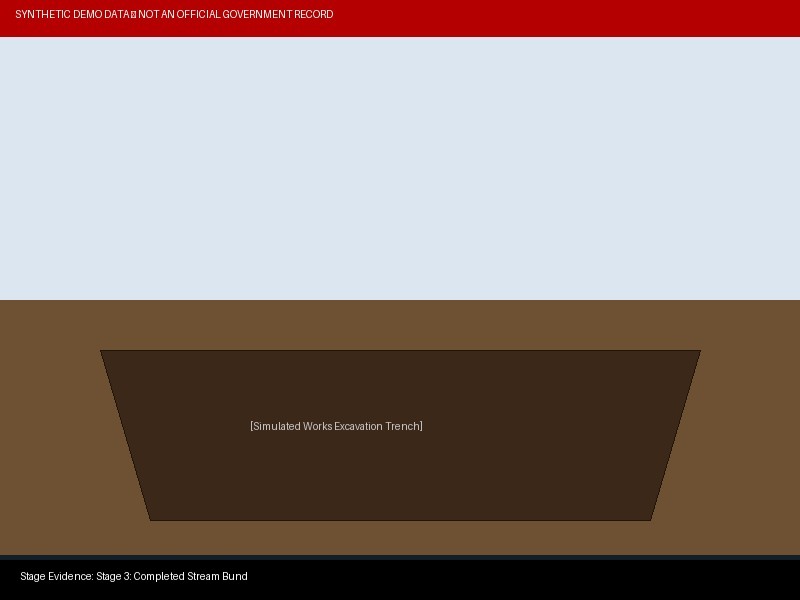 SYNTHETIC DEMO DATA NOT AN OFFICIAL GOVERNMENT RECORD
[Simulated Works Excavation Trench]
Stage Evidence: Stage 3: Completed Stream Bund